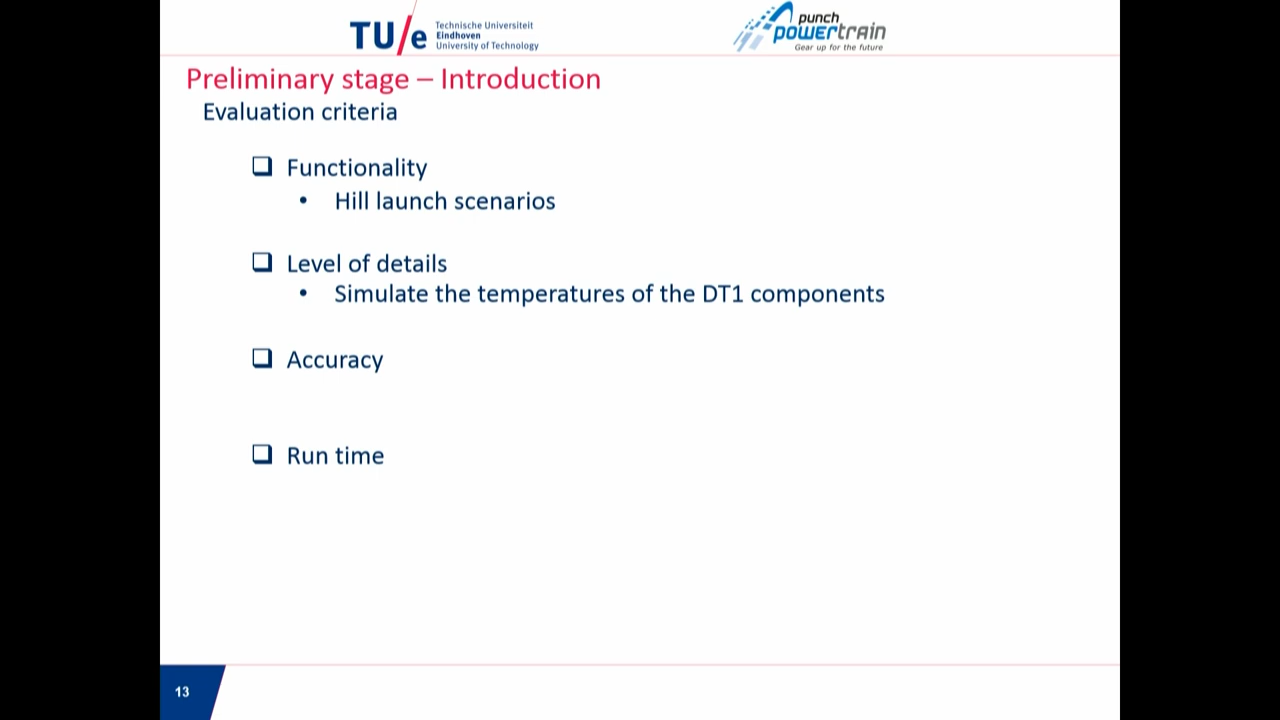 TU/e
Technische Universiteit
Eindhoven
University of Technology
punch
powertrain
Gear up for the future
Preliminary stage – Introduction
Evaluation criteria
❑ Functionality
• Hill launch scenarios
❑ Level of details
• Simulate the temperatures of the DT1 components
❑ Accuracy
❑ Run time
13